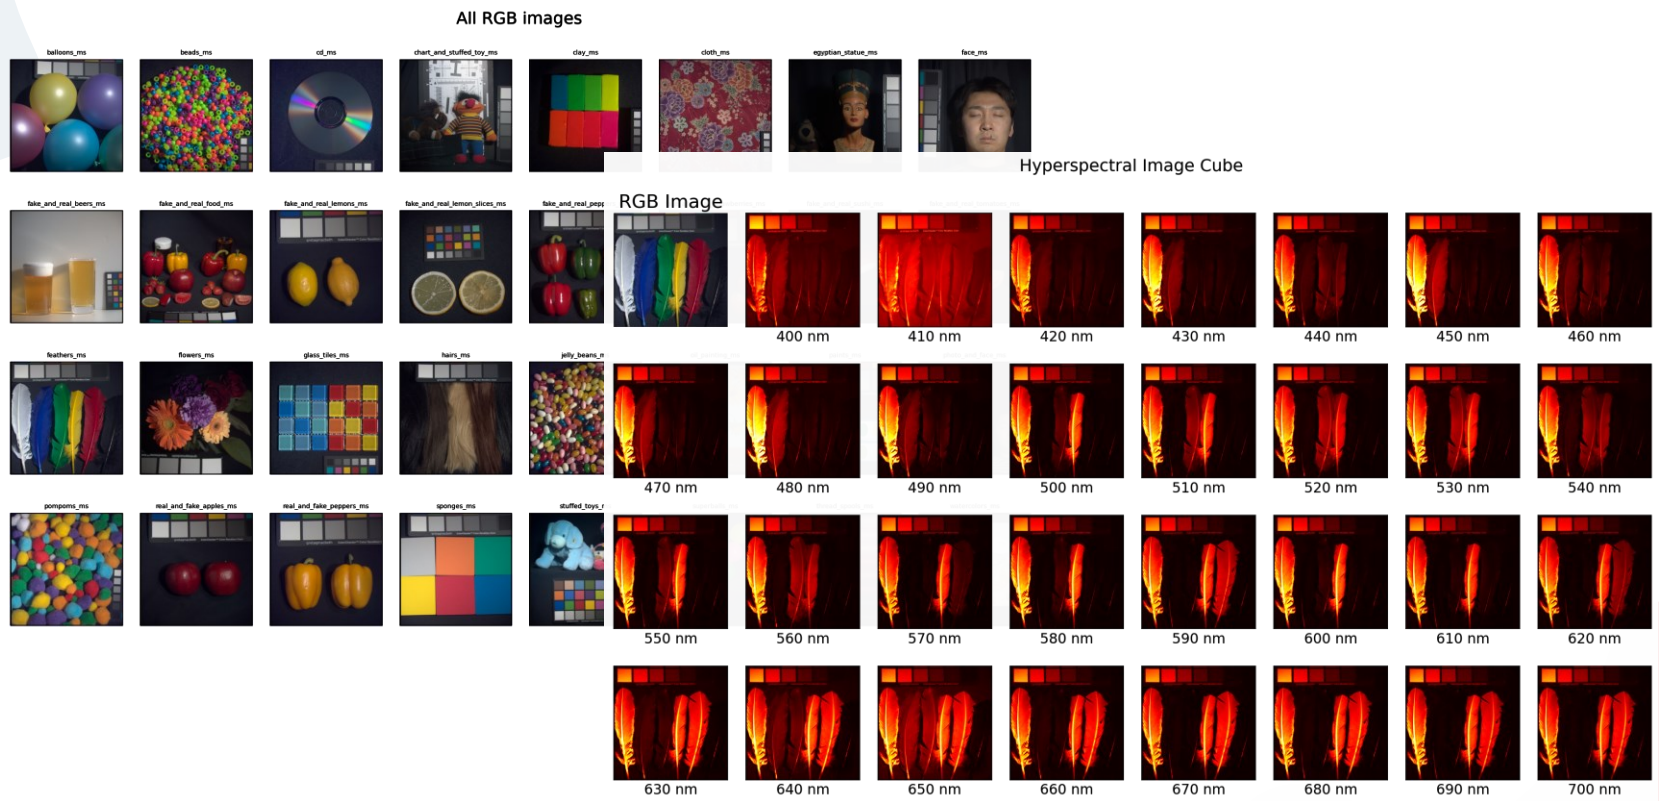 All RGB images
balloons_ms
beads_ms
cd_ms
chart_and_stuffed_toy_ms
clay_ms
cloth_ms
egyptian_statue_ms
face_ms
Hyperspectral Image Cube
RGB Image
fake_and_real_beers_ms
fake_and_real_food_ms
fake_and_real_lemons_ms
fake_and_real_lemon_slices_ms
fake_and_real_pepp
400 nm
410 nm
420 nm
430 nm
440 nm
450 nm
460 nm
feathers_ms
flowers_ms
glass_tiles_ms
hairs_ms
jelly_beans_m
470 nm
480 nm
490 nm
500 nm
510 nm
520 nm
530 nm
540 nm
pompoms_ms
real_and_fake_apples_ms
real_and_fake_peppers_ms
sponges_ms
stuffed_toys_m
550 nm
560 nm
570 nm
580 nm
590 nm
600 nm
610 nm
620 nm
630 nm
640 nm
650 nm
660 nm
670 nm
680 nm
690 nm
700 nm